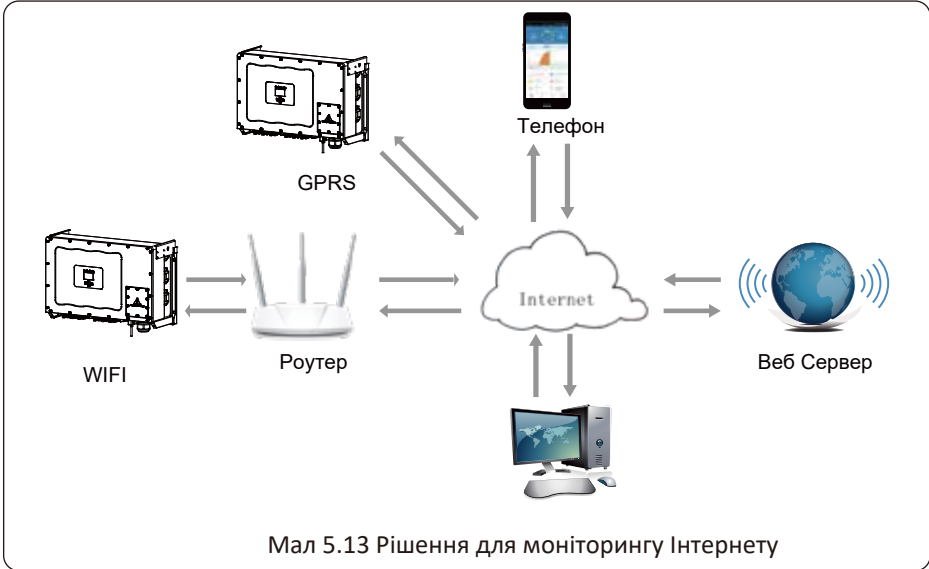 Телефон
GPRS
Internet
WIFI
Роутер
Веб Сервер
Мал 5.13 Рішення для моніторингу Інтернету